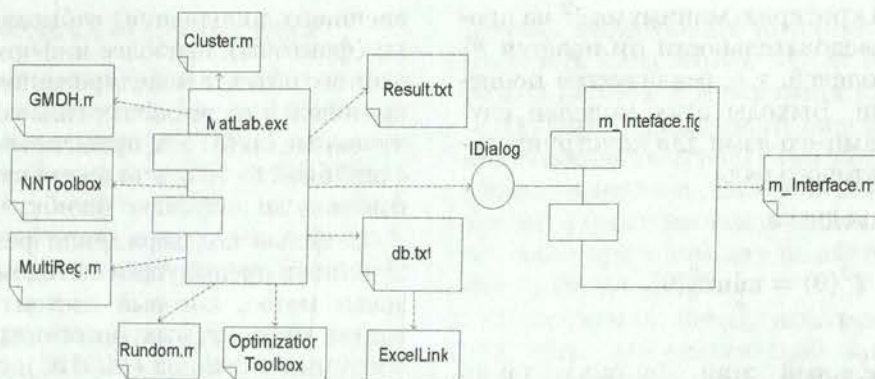 Cluster.m
GMDH.m
MatLab.exe
Result.txt
IDialog
m_Inteface.fig
m_Interface.m
NNToolbox
MultiReg.m
db.txt
Rundom.m
Optimization
Toolbox
ExcelLink